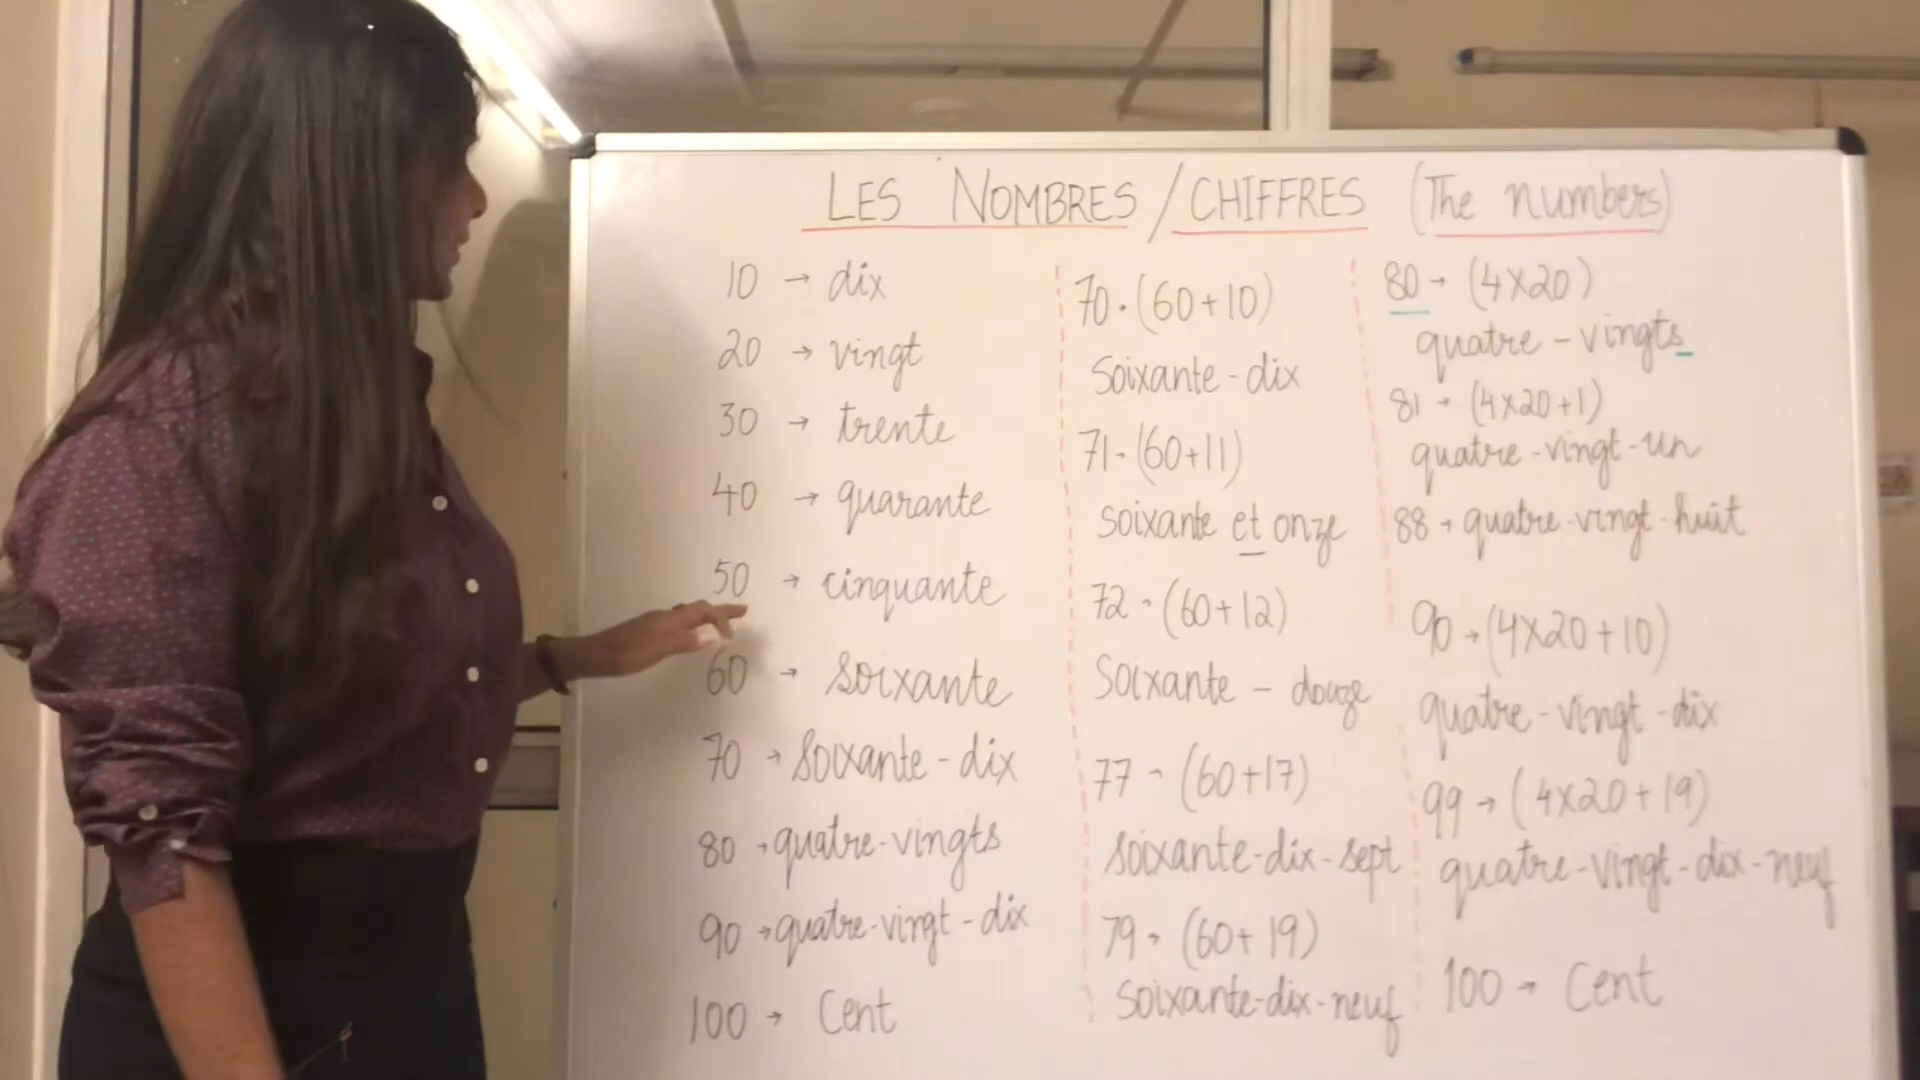 LES NOMBRES / CHIFFRES (The numbers)
10 → dix
20 → vingt
30 → trente
40 → quarante
50 → cinquante
60 → soixante
70 → soixante-dix
80 → quatre-vingts
90 → quatre-vingt-dix
100 → Cent
70 - (60+10)
Soixante-dix
71 - (60+11)
soixante et onze
72 - (60+12)
Soixante - douze
77 - (60+17)
soixante-dix-sept
79 - (60+19)
Soixante-dix-neuf
80 → (4X20)
quatre - vingts
81 → (4X20+1)
quatre-vingt-un
88 → quatre-vingt-huit
90 → (4X20+10)
quatre-vingt-dix
99 → (4X20+19)
quatre-vingt-dix-neuf
100 → Cent